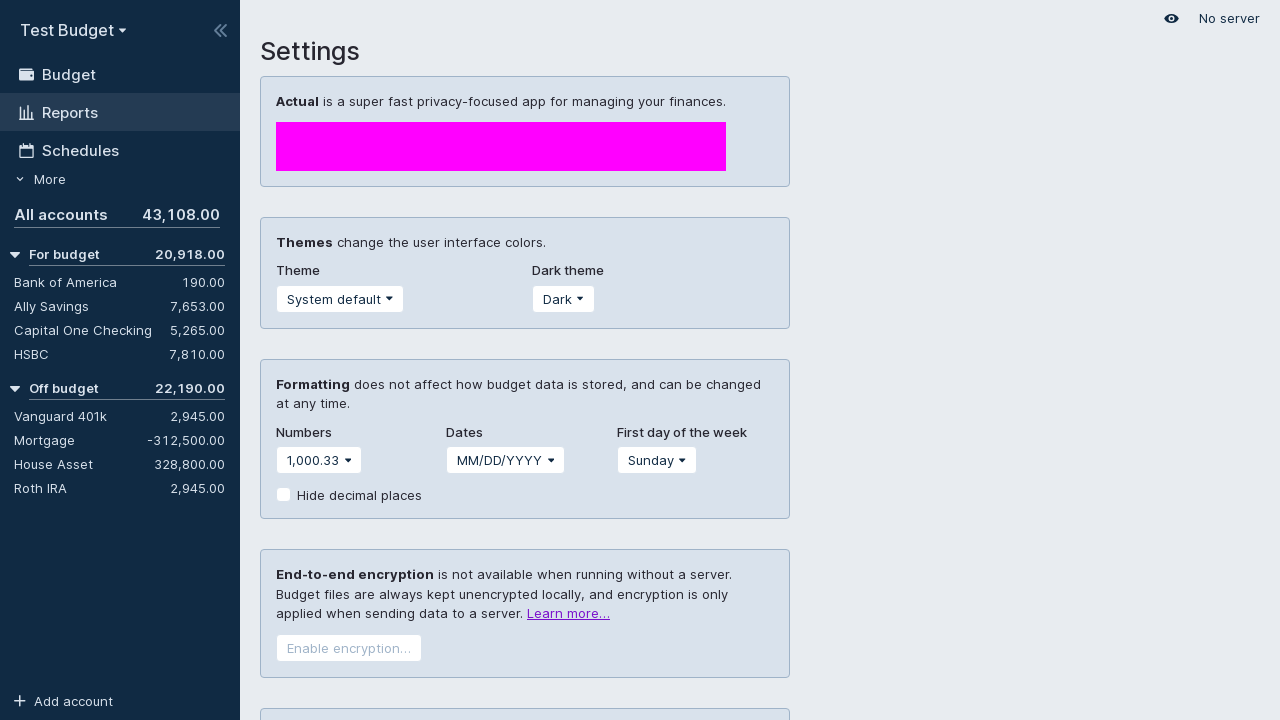 Test Budget
No server
Budget
Reports
Schedules
More
All accounts 43,108.00
For budget 20,918.00
Bank of America 190.00
Ally Savings 7,653.00
Capital One Checking 5,265.00
HSBC 7,810.00
Off budget 22,190.00
Vanguard 401k 2,945.00
Mortgage -312,500.00
House Asset 328,800.00
Roth IRA 2,945.00
Add account
Settings
Actual is a super fast privacy-focused app for managing your finances.
Themes change the user interface colors.
Theme Dark theme
System default Dark
Formatting does not affect how budget data is stored, and can be changed
at any time.
Numbers Dates First day of the week
1,000.33 MM/DD/YYYY Sunday
Hide decimal places
End-to-end encryption is not available when running without a server.
Budget files are always kept unencrypted locally, and encryption is only
applied when sending data to a server. Learn more…
Enable encryption…